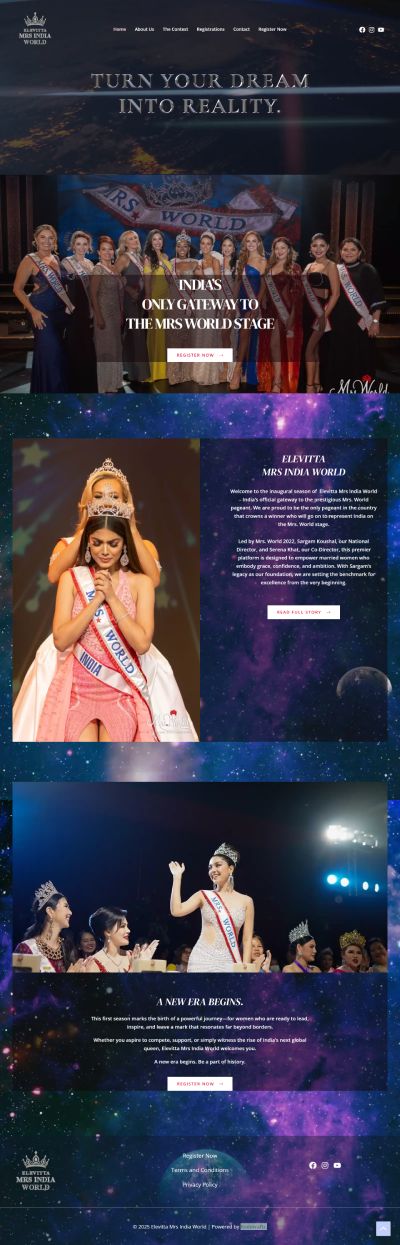 ELEVITTA
MRS INDIA
WORLD
Home About Us The Contest Registrations Contact Register Now
TURN YOUR DREAM
INTO REALITY.
MRS. WORLD
INDIA'S
ONLY GATEWAY TO
THE MRS WORLD STAGE
REGISTER NOW →
Mrs World
ELEVITTA
MRS INDIA WORLD
Welcome to the inaugural season of Elevitta Mrs India World
– India's official gateway to the prestigious Mrs. World
pageant. We are proud to be the only pageant in the country
that crowns a winner who will go on to represent India on
the Mrs. World stage.
Led by Mrs. World 2022, Sargam Koushal, our National
Director, and Serena Khat, our Co-Director, this premier
platform is designed to empower married women who
embody grace, confidence, and ambition. With Sargam's
legacy as our foundation, we are setting the benchmark for
excellence from the very beginning.
READ FULL STORY →
MRS. WORLD
INDIA
Mrs World
MRS. WORLD
A NEW ERA BEGINS.
This first season marks the birth of a powerful journey—for women who are ready to lead,
inspire, and leave a mark that resonates far beyond borders.
Whether you aspire to compete, support, or simply witness the rise of India's next global
queen, Elevitta Mrs India World welcomes you.
A new era begins. Be a part of history.
REGISTER NOW →
ELEVITTA
MRS INDIA
WORLD
Register Now
Terms and Conditions
Privacy Policy
© 2025 Elevitta Mrs India World | Powered by